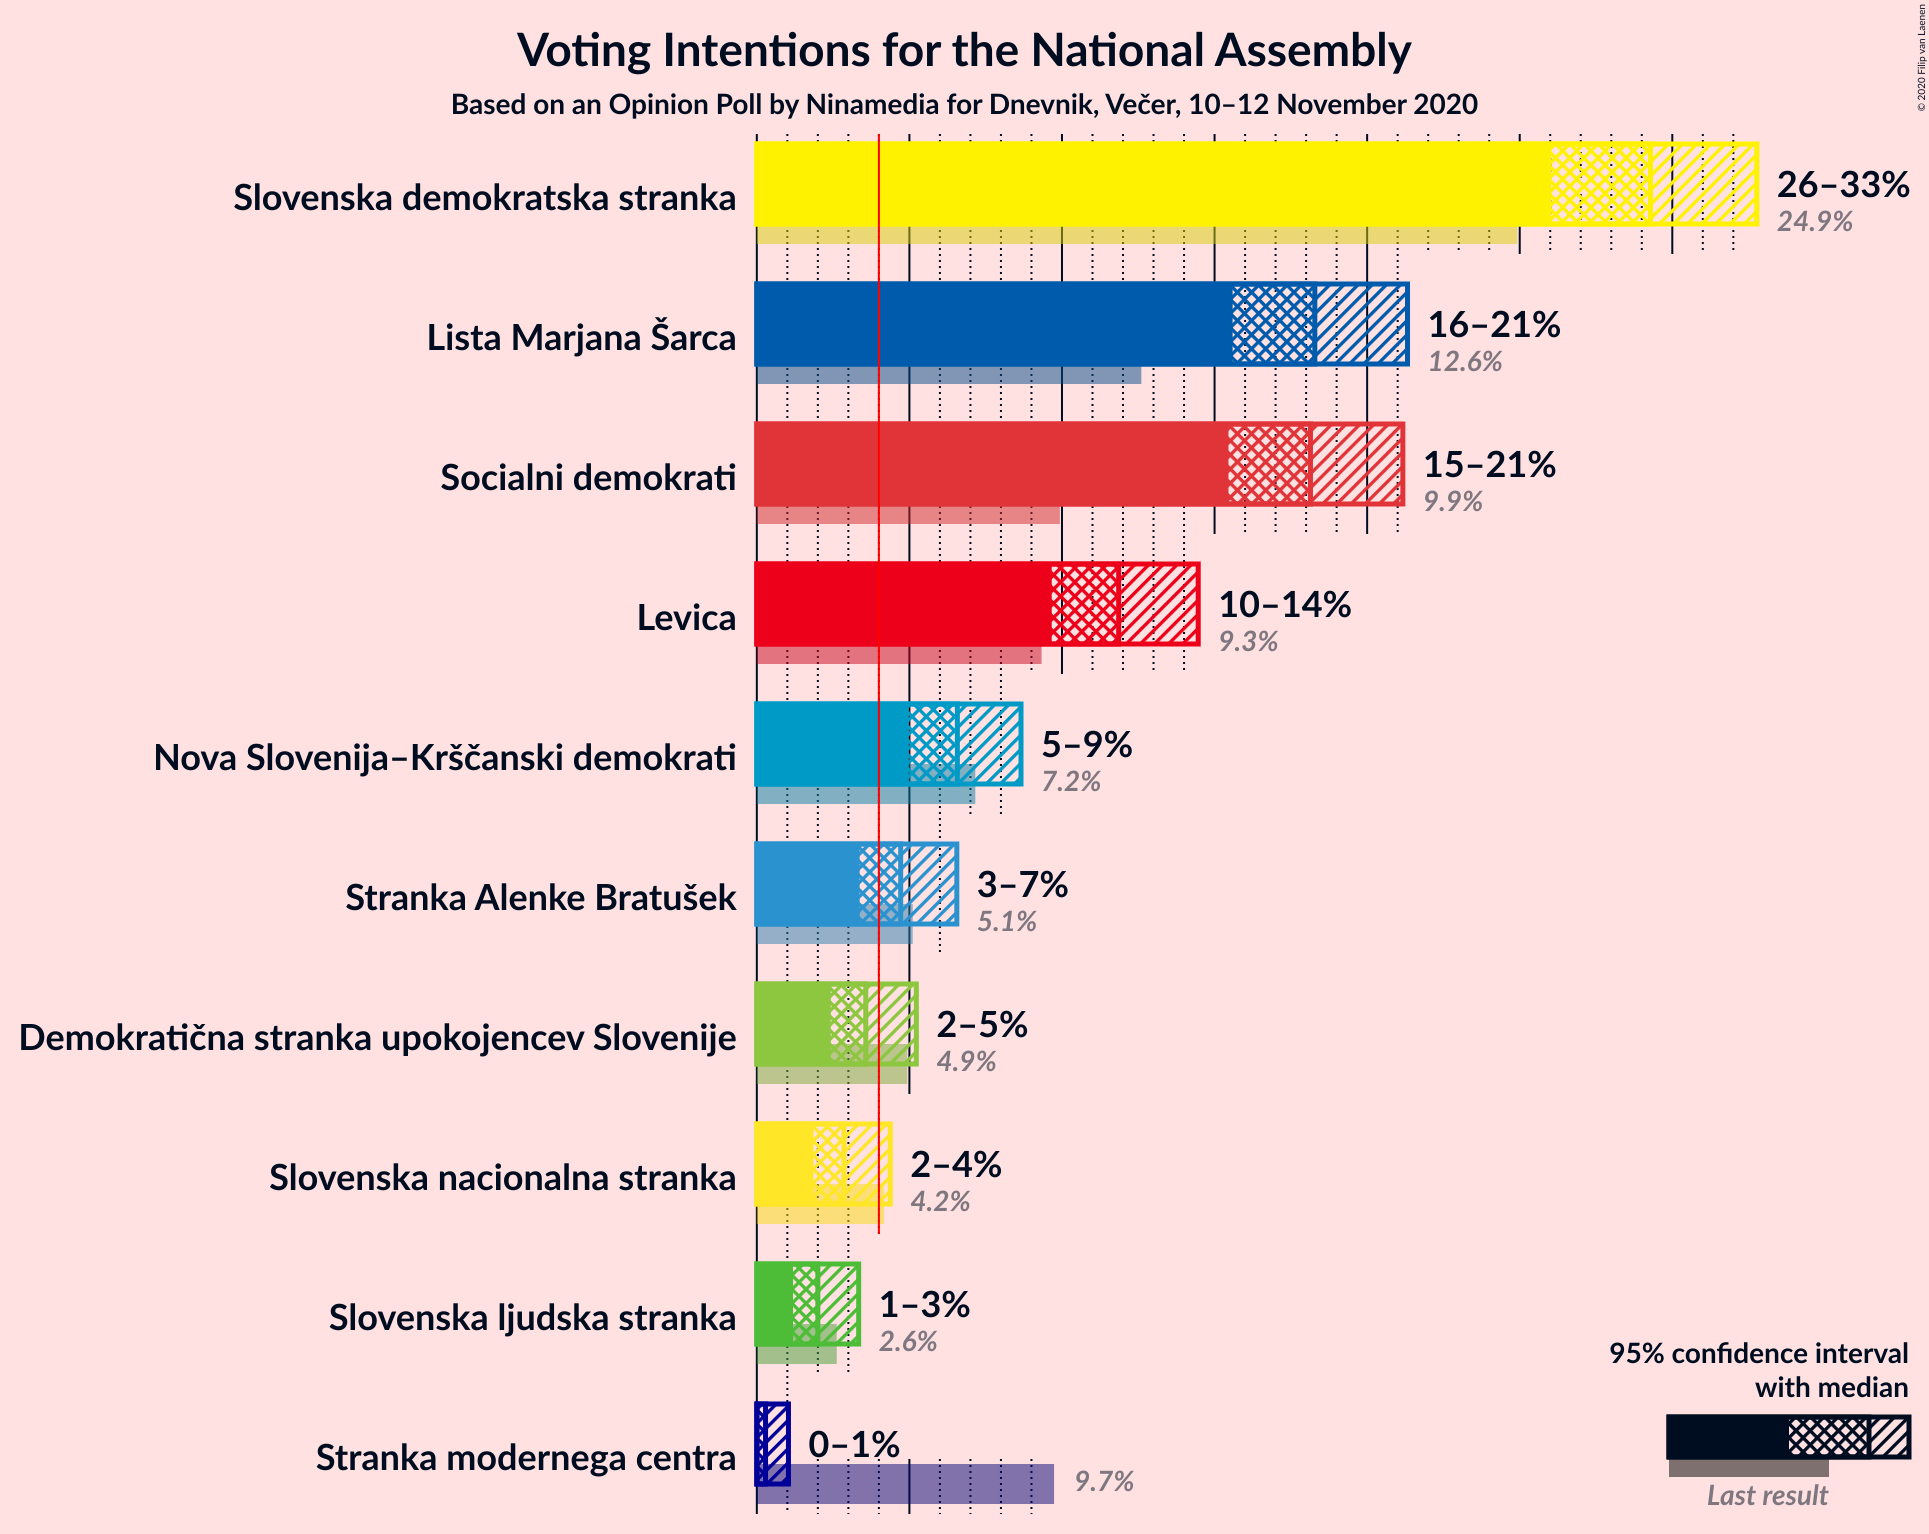 Voting Intentions for the National Assembly
Based on an Opinion Poll by Ninamedia for Dnevnik, Večer, 10–12 November 2020
© 2020 Filip van Laenen
Slovenska demokratska stranka
26–33%
24.9%
Lista Marjana Šarca
16–21%
12.6%
Socialni demokrati
15–21%
9.9%
Levica
10–14%
9.3%
Nova Slovenija–Krščanski demokrati
5–9%
7.2%
Stranka Alenke Bratušek
3–7%
5.1%
Demokratična stranka upokojencev Slovenije
2–5%
4.9%
Slovenska nacionalna stranka
2–4%
4.2%
Slovenska ljudska stranka
1–3%
2.6%
Stranka modernega centra
0–1%
9.7%
95% confidence interval
with median
Last result